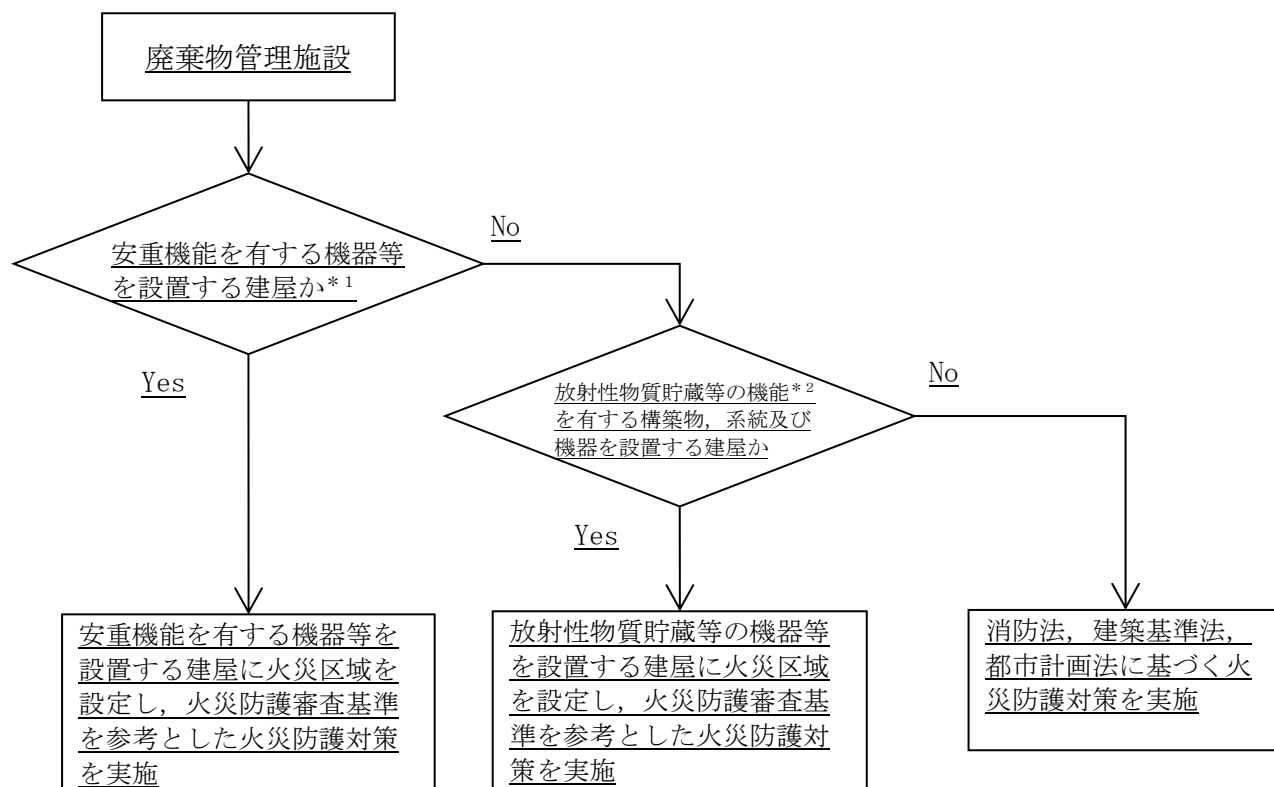 廃棄物管理施設
安重機能を有する機器等
を設置する建屋か*1
No
Yes
放射性物質貯蔵等の機能*2
を有する構築物，系統及び
機器を設置する建屋か
No
Yes
安重機能を有する機器等を
設置する建屋に火災区域を
設定し，火災防護審査基準
を参考とした火災防護対策
を実施
放射性物質貯蔵等の機器等
を設置する建屋に火災区域
を設定し，火災防護審査基
準を参考とした火災防護対
策を実施
消防法，建築基準法，
都市計画法に基づく火
災防護対策を実施